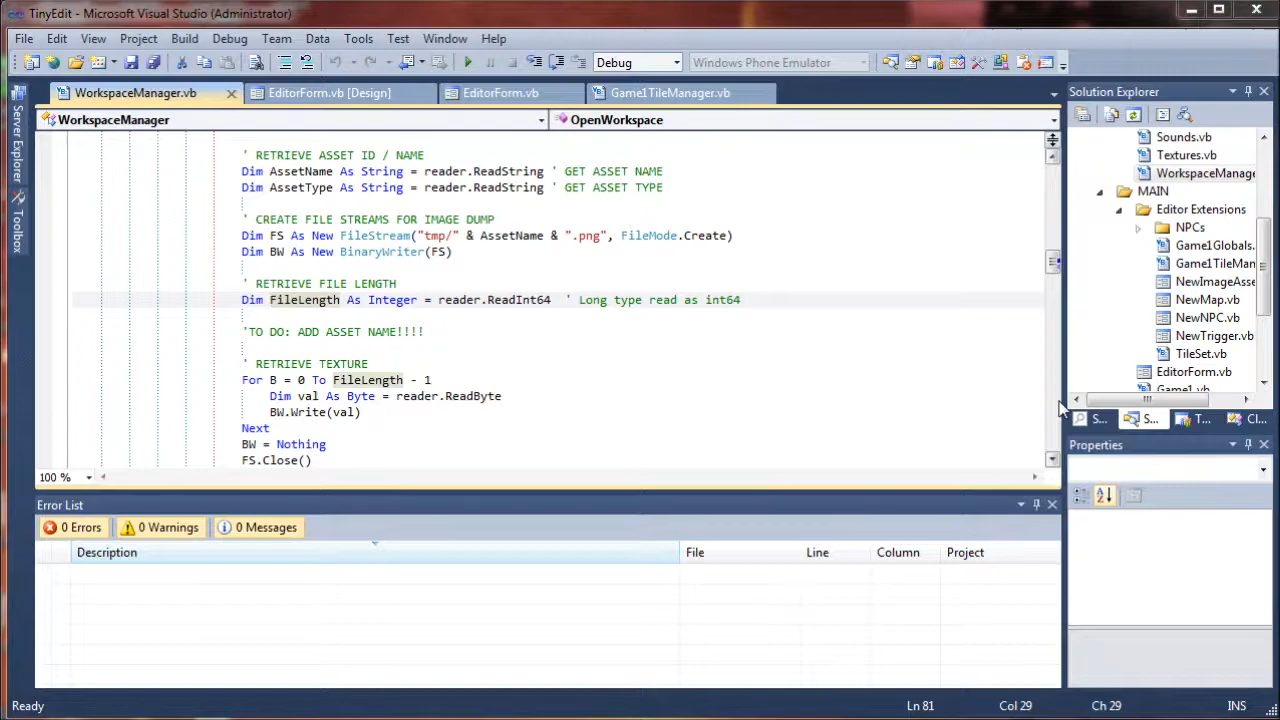 TinyEdit - Microsoft Visual Studio (Administrator)
File Edit View Project Build Debug Team Data Tools Test Window Help
Debug Windows Phone Emulator
WorkspaceManager.vb EditorForm.vb [Design] EditorForm.vb Game1TileManager.vb
WorkspaceManager OpenWorkspace
Server Explorer
Toolbox
' RETRIEVE ASSET ID / NAME
Dim AssetName As String = reader.ReadString ' GET ASSET NAME
Dim AssetType As String = reader.ReadString ' GET ASSET TYPE
' CREATE FILE STREAMS FOR IMAGE DUMP
Dim FS As New FileStream("tmp/" & AssetName & ".png", FileMode.Create)
Dim BW As New BinaryWriter(FS)
' RETRIEVE FILE LENGTH
Dim FileLength As Integer = reader.ReadInt64 ' Long type read as int64
'TO DO: ADD ASSET NAME!!!!
' RETRIEVE TEXTURE
For B = 0 To FileLength - 1
Dim val As Byte = reader.ReadByte
BW.Write(val)
Next
BW = Nothing
FS.Close()
100 %
Solution Explorer
Sounds.vb
Textures.vb
WorkspaceManage
MAIN
Editor Extensions
NPCs
Game1Globals.
Game1TileMan
NewImageAsse
NewMap.vb
NewNPC.vb
NewTrigger.vb
TileSet.vb
EditorForm.vb
Game1.vb
S... S... T... Cl...
Properties
Error List
0 Errors 0 Warnings 0 Messages
Description File Line Column Project
Ready Ln 81 Col 29 Ch 29 INS